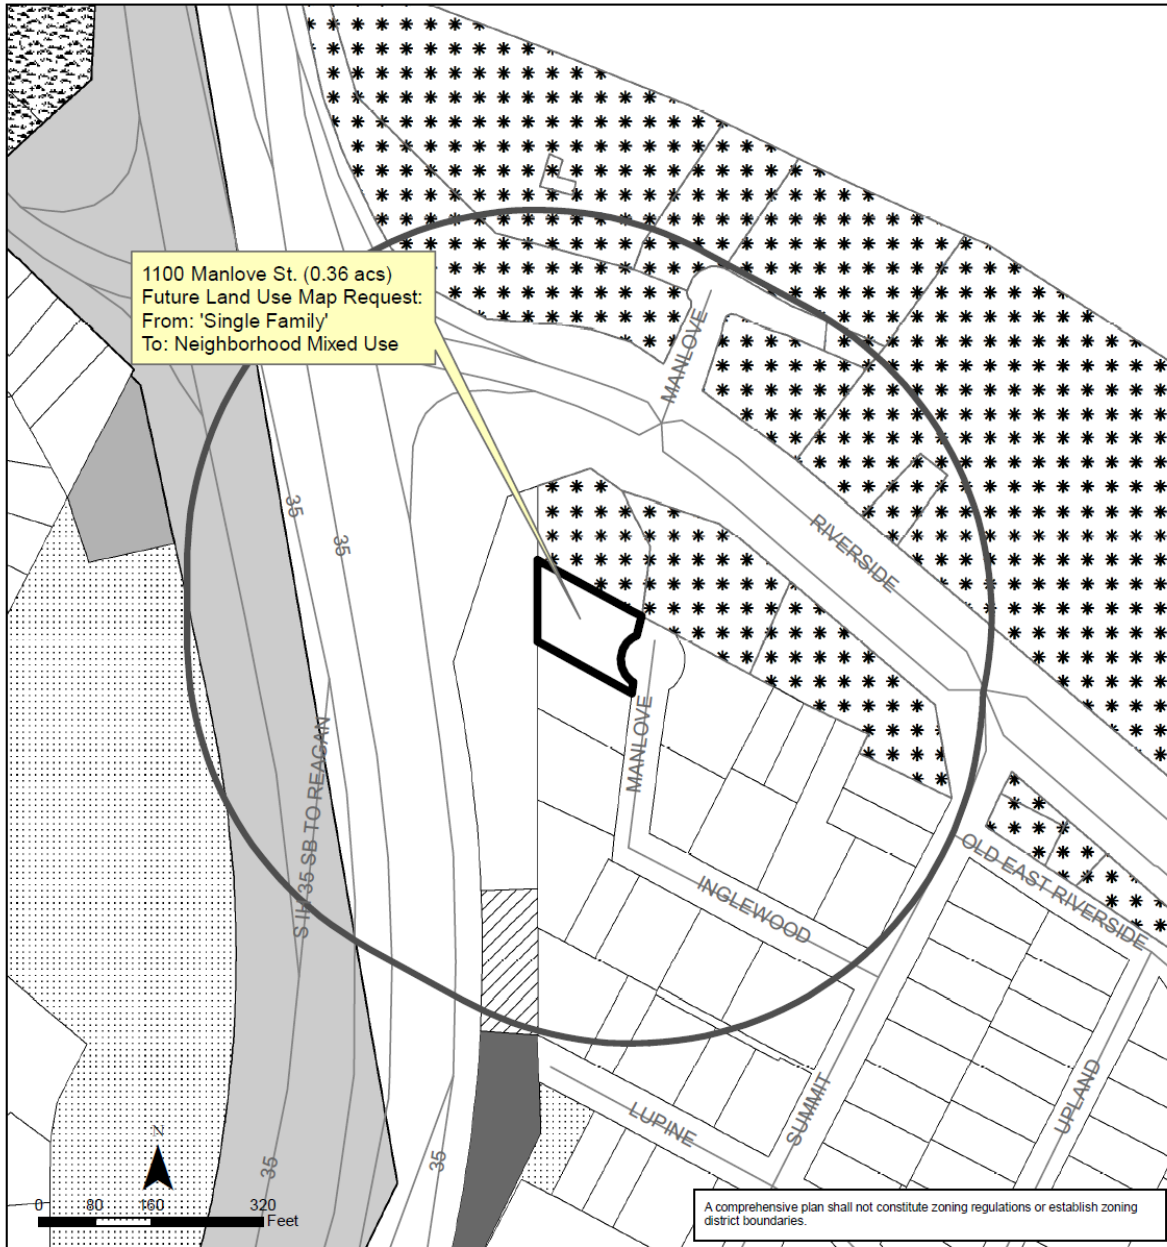 1100 Manlove St. (0.36 acs)
Future Land Use Map Request:
From: 'Single Family'
To: Neighborhood Mixed Use
MANLOVE
RIVERSIDE
35
35
MANLOVE
S IH 35 SB TO REAGAN
OLD EAST RIVERSIDE
INGLEWOOD
SUMMIT
UPLAND
LUPINE
35
35
N
0 80 160 320
Feet
A comprehensive plan shall not constitute zoning regulations or establish zoning
district boundaries.